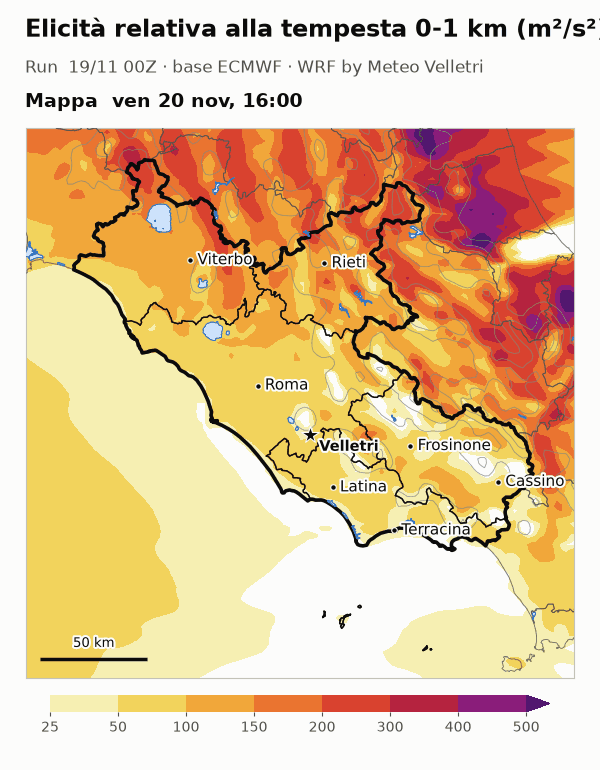 Elicità relativa alla tempesta 0-1 km (m²/s²)
Run  19/11 00Z · base ECMWF · WRF by Meteo Velletri
Mappa  ven 20 nov, 16:00
Viterbo
Rieti
Roma
Velletri
Frosinone
Latina
Cassino
Terracina
50 km
25 50 100 150 200 300 400 500